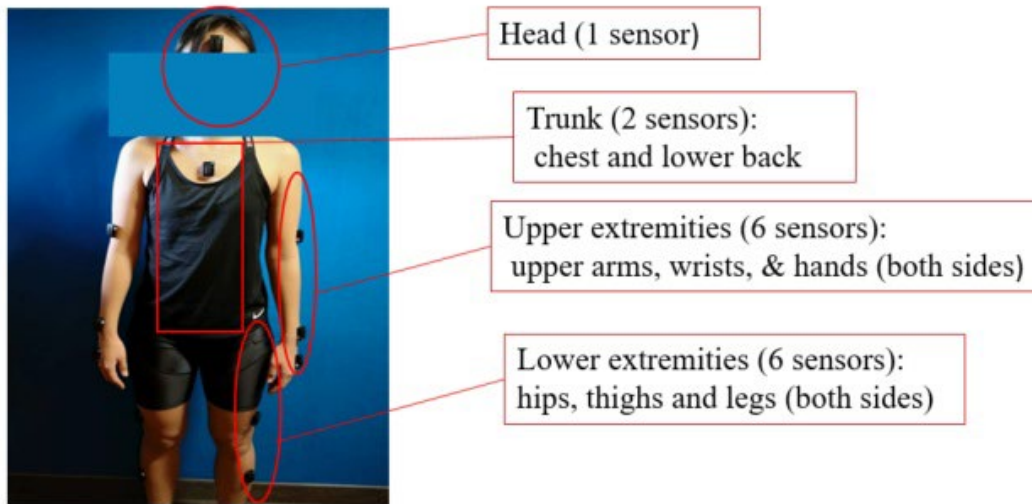 Head (1 sensor)
Trunk (2 sensors):
chest and lower back
Upper extremities (6 sensors):
upper arms, wrists, & hands (both sides)
Lower extremities (6 sensors):
hips, thighs and legs (both sides)